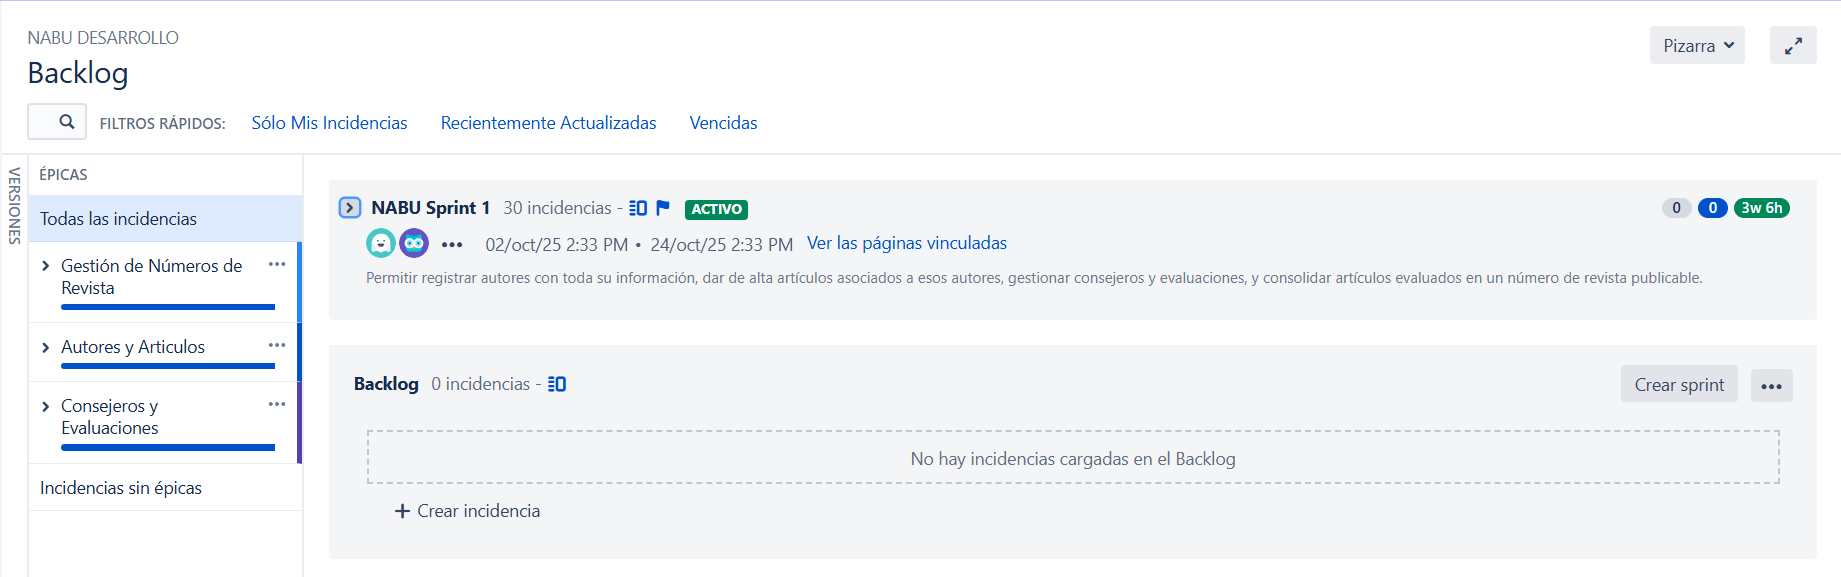 NABU DESARROLLO
Backlog
Pizarra
FILTROS RÁPIDOS: Sólo Mis Incidencias Recientemente Actualizadas Vencidas
VERSIONES
ÉPICAS
Todas las incidencias
Gestión de Números de
Revista
Autores y Articulos
Consejeros y
Evaluaciones
Incidencias sin épicas
NABU Sprint 1 30 incidencias - ACTIVO 0 0 3w 6h
02/oct/25 2:33 PM • 24/oct/25 2:33 PM Ver las páginas vinculadas
Permitir registrar autores con toda su información, dar de alta artículos asociados a esos autores, gestionar consejeros y evaluaciones, y consolidar artículos evaluados en un número de revista publicable.
Backlog 0 incidencias - Crear sprint
No hay incidencias cargadas en el Backlog
+ Crear incidencia